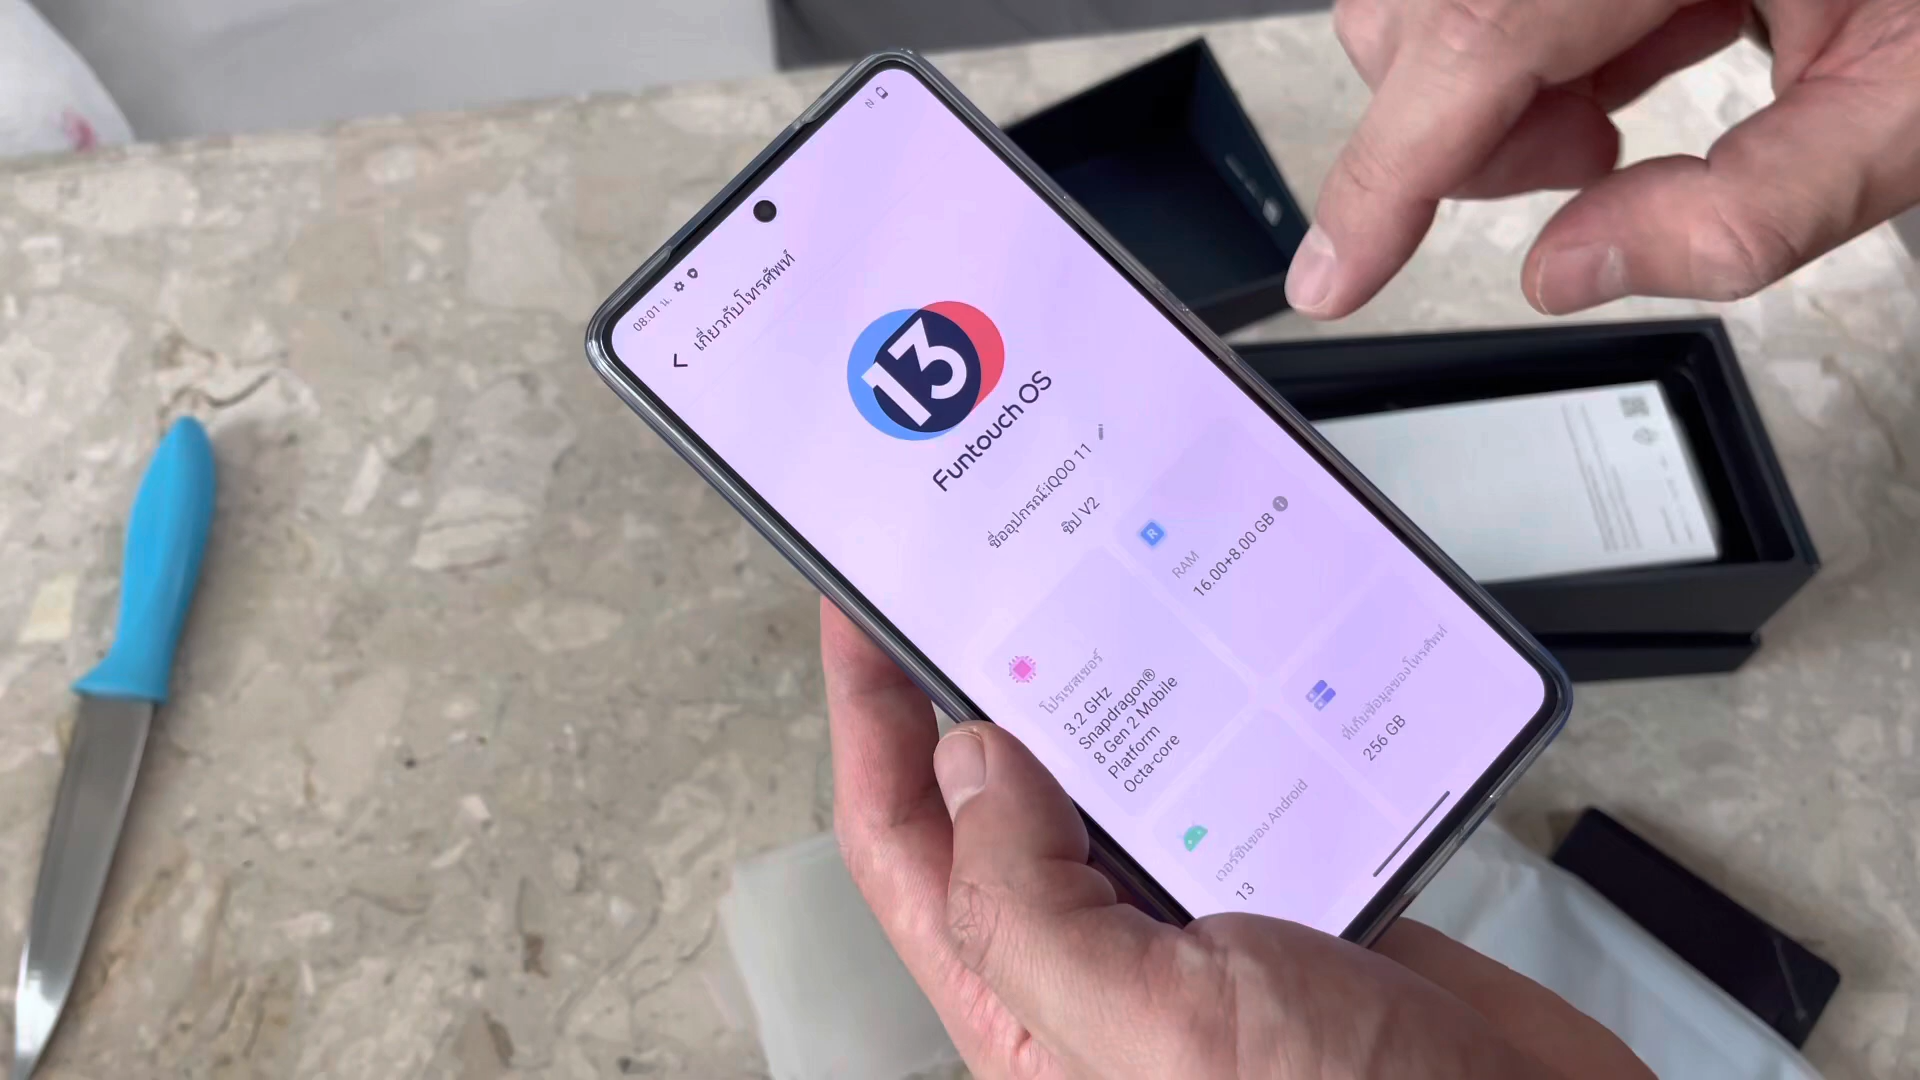 08:01 น.
เกี่ยวกับโทรศัพท์
13
Funtouch OS
ชื่ออุปกรณ์:iQOO 11
ชิป V2
โปรเซสเซอร์
3.2 GHz
Snapdragon®
8 Gen 2 Mobile
Platform
Octa-core
R
RAM
16.00+8.00 GB
เวอร์ชันของ Android
13
ที่เก็บข้อมูลของโทรศัพท์
256 GB